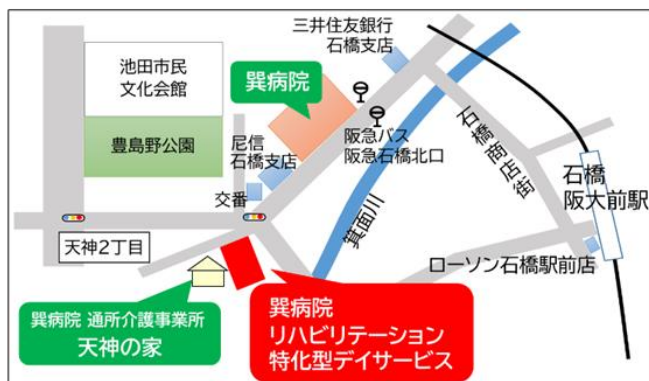 三井住友銀行
石橋支店
池田市民
文化会館
巽病院
豊島野公園
尼信
石橋支店
阪急バス
阪急石橋北口
石橋商店街
石橋
阪大前駅
交番
箕面川
天神2丁目
ローソン石橋駅前店
巽病院 通所介護事業所
天神の家
巽病院
リハビリテーション
特化型デイサービス